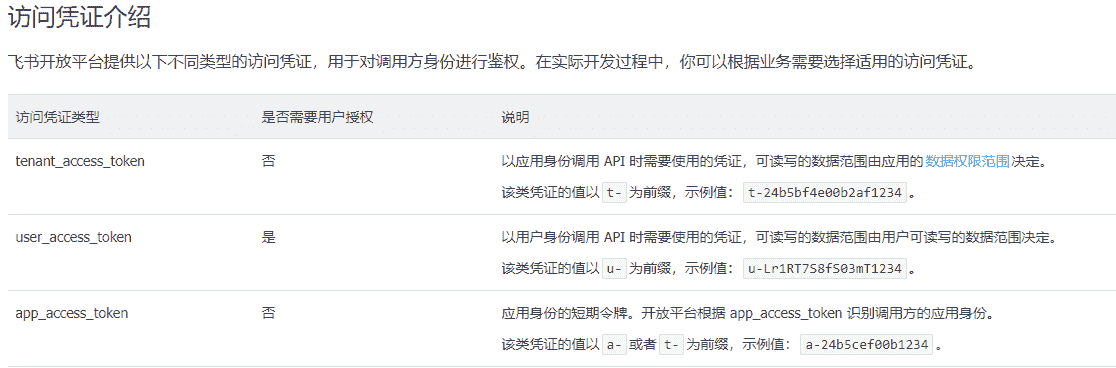 访问凭证介绍
飞书开放平台提供以下不同类型的访问凭证，用于对调用方身份进行鉴权。在实际开发过程中，你可以根据业务需要选择适用的访问凭证。
访问凭证类型 是否需要用户授权 说明
tenant_access_token 否 以应用身份调用 API 时需要使用的凭证，可读写的数据范围由应用的数据权限范围决定。
该类凭证的值以 t- 为前缀，示例值： t-24b5bf4e00b2af1234 。
user_access_token 是 以用户身份调用 API 时需要使用的凭证，可读写的数据范围由用户可读写的数据范围决定。
该类凭证的值以 u- 为前缀，示例值： u-Lr1RT7S8fS03mT1234 。
app_access_token 否 应用身份的短期令牌。开放平台根据 app_access_token 识别调用方的应用身份。
该类凭证的值以 a- 或者 t- 为前缀，示例值： a-24b5cef00b1234 。